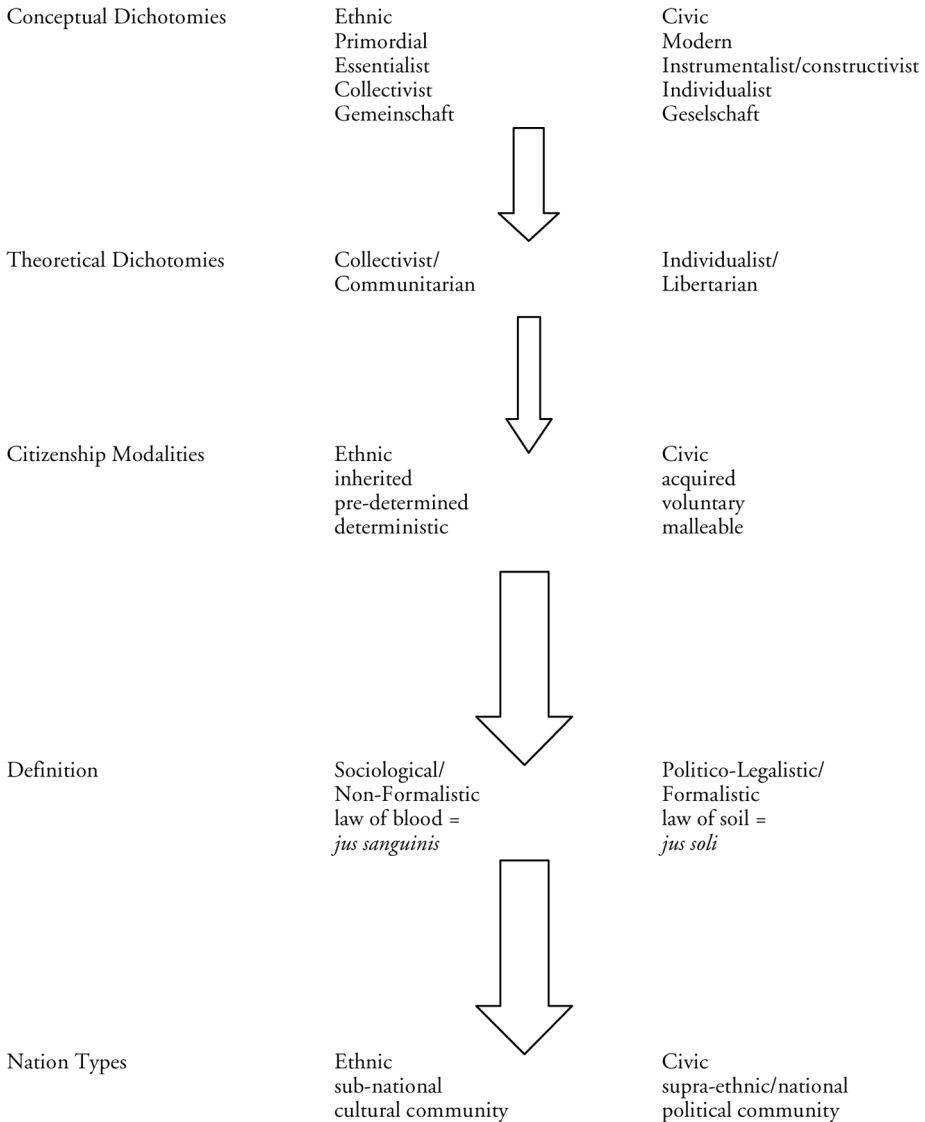 Conceptual Dichotomies Ethnic Civic
Primordial Modern
Essentialist Instrumentalist/constructivist
Collectivist Individualist
Gemeinschaft Geselschaft
Theoretical Dichotomies Collectivist/ Individualist/
Communitarian Libertarian
Citizenship Modalities Ethnic Civic
inherited acquired
pre-determined voluntary
deterministic malleable
Definition Sociological/ Politico-Legalistic/
Non-Formalistic Formalistic
law of blood = law of soil =
jus sanguinis jus soli
Nation Types Ethnic Civic
sub-national supra-ethnic/national
cultural community political community